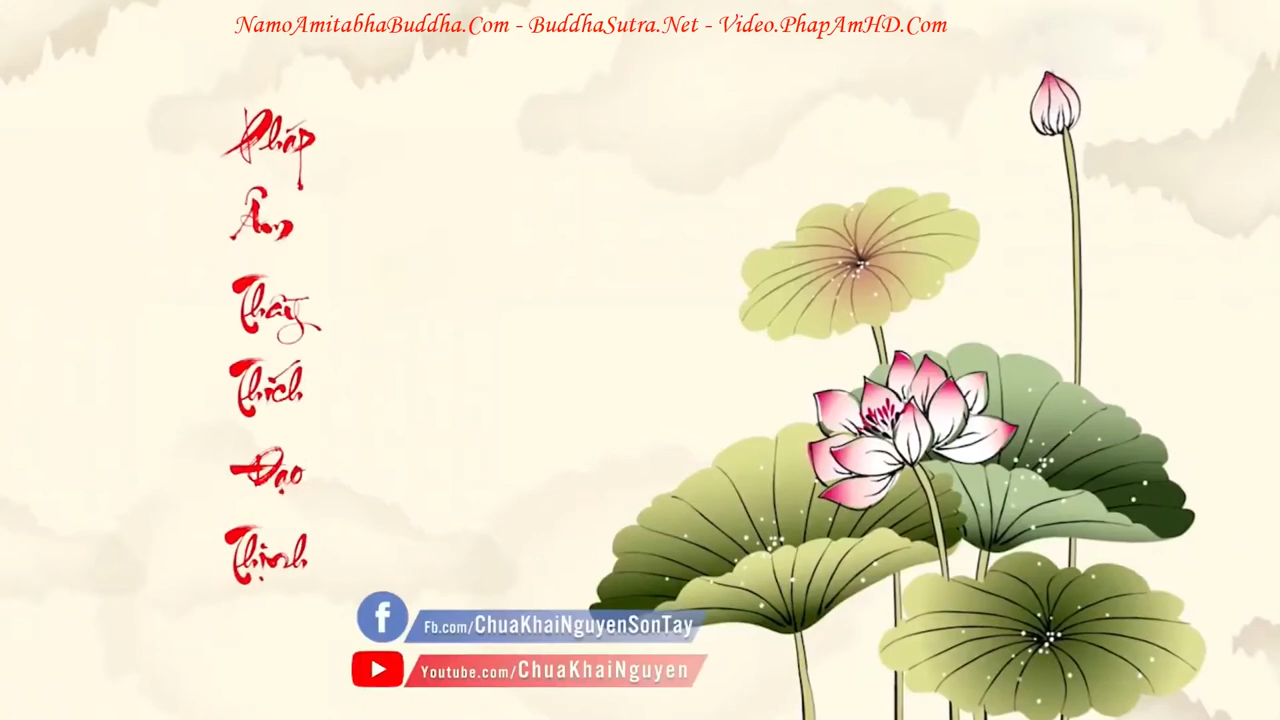 NamoAmitabhaBuddha.Com - BuddhaSutra.Net - Video.PhapAmHD.Com
Pháp
Âm
Thầy
Thích
Đạo
Thịnh
Fb.com/ChuaKhaiNguyenSonTay
Youtube.com/ChuaKhaiNguyen